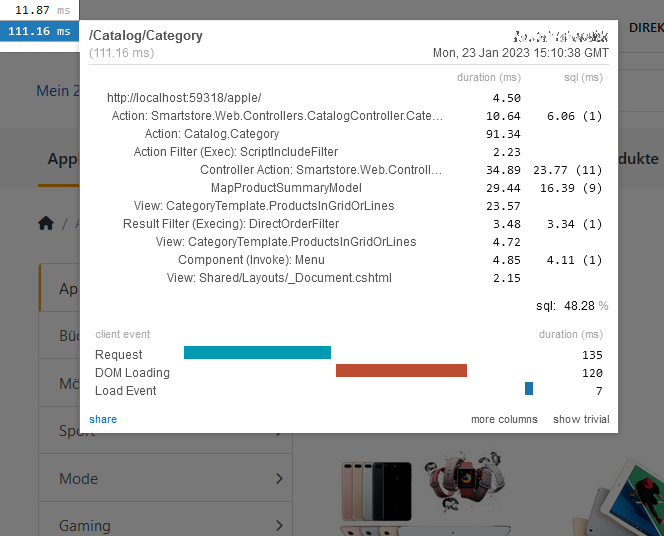 11.87 ms
111.16 ms
/Catalog/Category
DIREK
(111.16 ms)
Mon, 23 Jan 2023 15:10:38 GMT
duration (ms) sql (ms)
Mein
http://localhost:59318/apple/ 4.50
Action: Smartstore.Web.Controllers.CatalogController.Cate… 10.64 6.06 (1)
Action: Catalog.Category 91.34
Action Filter (Exec): ScriptIncludeFilter 2.23
App
dukte
Controller Action: Smartstore.Web.Controll… 34.89 23.77 (11)
MapProductSummaryModel 29.44 16.39 (9)
View: CategoryTemplate.ProductsInGridOrLines 23.57
/
Result Filter (Execing): DirectOrderFilter 3.48 3.34 (1)
View: CategoryTemplate.ProductsInGridOrLines 4.72
Component (Invoke): Menu 4.85 4.11 (1)
View: Shared/Layouts/_Document.cshtml 2.15
Ap
sql: 48.28 %
Büc
client event duration (ms)
Request 135
DOM Loading 120
Mö
Load Event 7
share more columns show trivial
Sport
Mode
Gaming